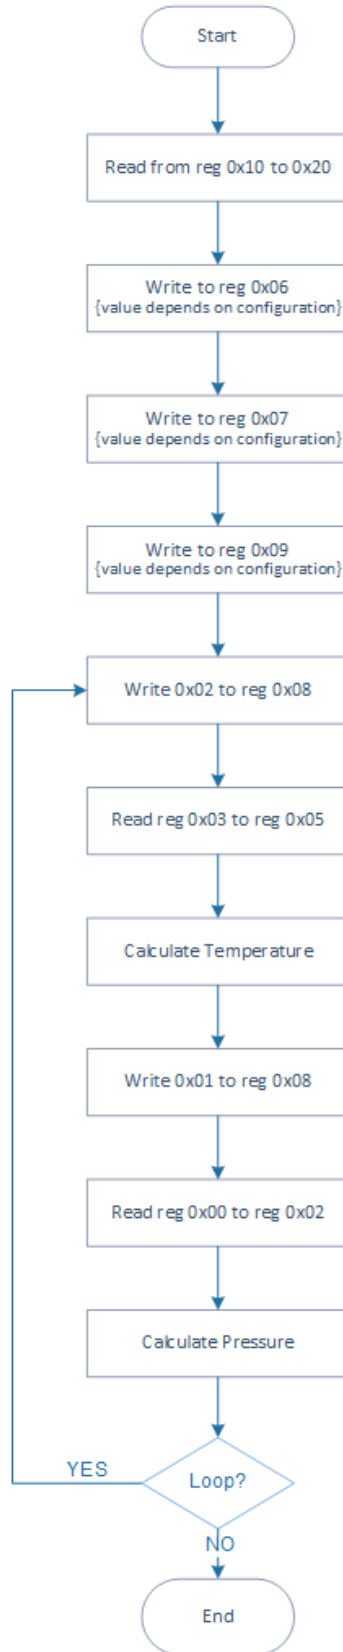 Start
Read from reg 0x10 to 0x20
Write to reg 0x06
{value depends on configuration}
Write to reg 0x07
{value depends on configuration}
Write to reg 0x09
{value depends on configuration}
Write 0x02 to reg 0x08
Read reg 0x03 to reg 0x05
Calculate Temperature
Write 0x01 to reg 0x08
Read reg 0x00 to reg 0x02
Calculate Pressure
YES
Loop?
NO
End